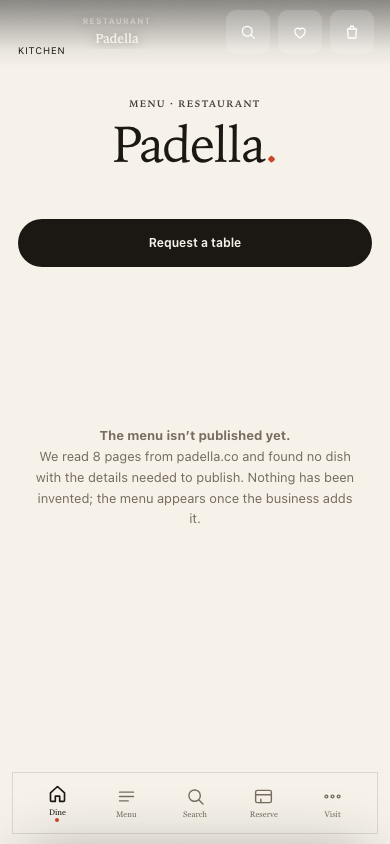 RESTAURANT
Padella
KITCHEN
MENU · RESTAURANT
Padella.
Request a table
The menu isn’t published yet.
We read 8 pages from padella.co and found no dish
with the details needed to publish. Nothing has been
invented; the menu appears once the business adds
it.
Dine
Menu
Search
Reserve
Visit